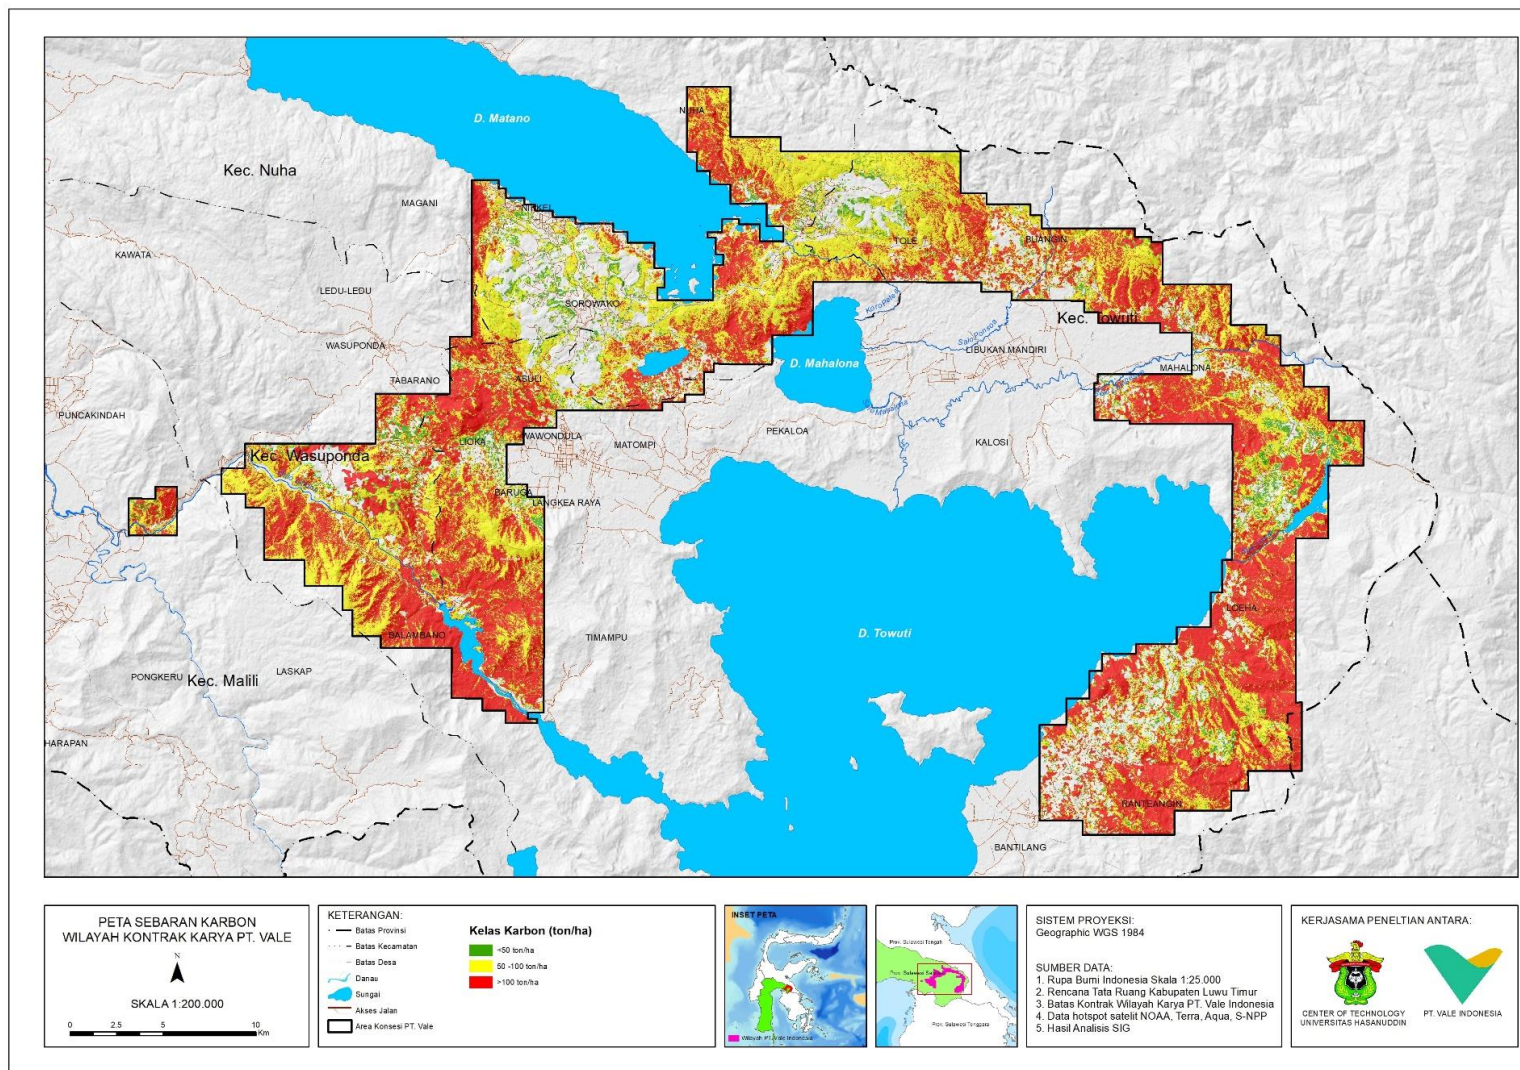 D. Matano
NUHA
Kec. Nuha
MAGANI
NIKKEL
TOLE
BUANGIN
KAWATA
LEDU-LEDU
SOROWAKO
Kec. Towuti
WASUPONDA
D. Mahalona
LIBUKAN MANDIRI
MAHALONA
TABARANO
ASULI
PUNCAKINDAH
LIOKA
WAWONDULA
MATOMPI
PEKALOA
KALOSI
Kec. Wasuponda
BARUGA
LANGKEA RAYA
LOEHA
BALAMBANO
TIMAMPU
D. Towuti
PONGKERU
Kec. Malili
LASKAP
HARAPAN
RANTEANGIN
BANTILANG
PETA SEBARAN KARBON
WILAYAH KONTRAK KARYA PT. VALE
N
SKALA 1:200.000
0 2.5 5 10
Km
KETERANGAN:
Batas Provinsi
Batas Kecamatan
Batas Desa
Danau
Sungai
Akses Jalan
Area Konsesi PT. Vale
Kelas Karbon (ton/ha)
<50 ton/ha
50 -100 ton/ha
>100 ton/ha
INSET PETA
Wilayah PT. Vale Indonesia
Prov. Sulawesi Tengah
Prov. Sulawesi Tenggara
SISTEM PROYEKSI:
Geographic WGS 1984
SUMBER DATA:
1. Rupa Bumi Indonesia Skala 1:25.000
2. Rencana Tata Ruang Kabupaten Luwu Timur
3. Batas Kontrak Wilayah Karya PT. Vale Indonesia
4. Data hotspot satelit NOAA, Terra, Aqua, S-NPP
5. Hasil Analisis SIG
KERJASAMA PENELTIAN ANTARA:
CENTER OF TECHNOLOGY
UNIVERSITAS HASANUDDIN
PT. VALE INDONESIA